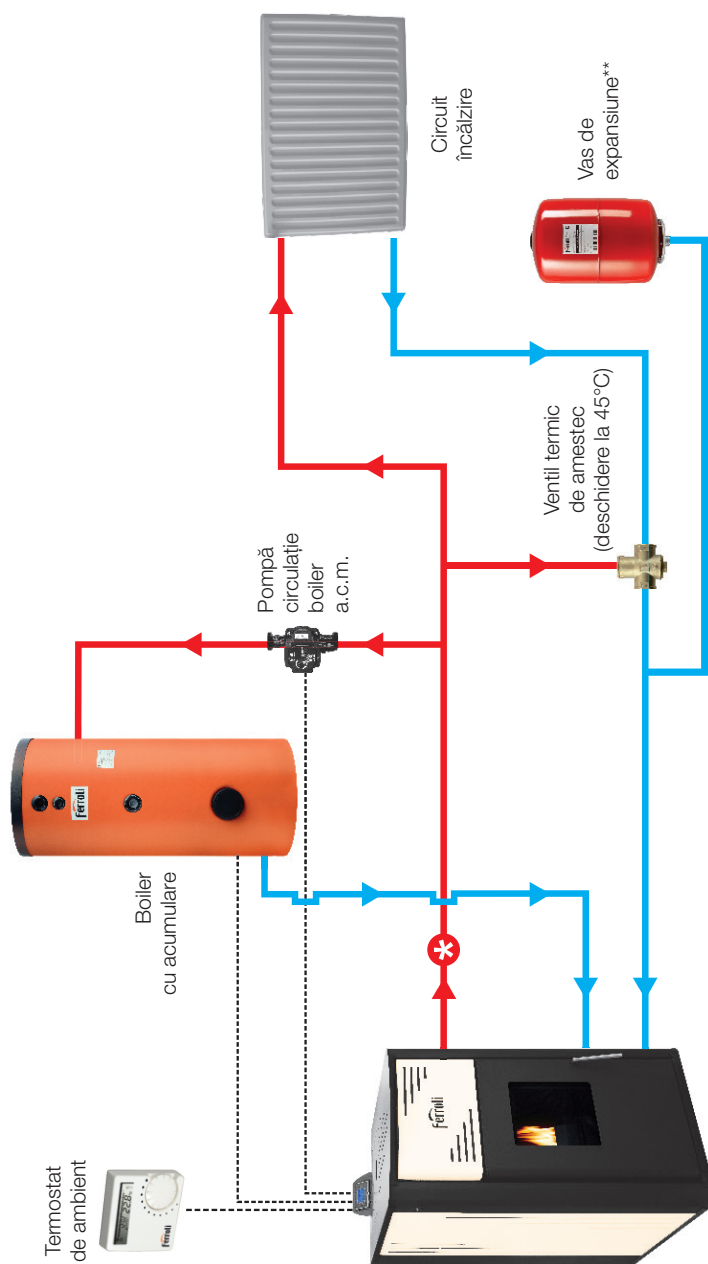 Termostat
de ambient
Boiler
cu acumulare
Pompă
circulație
boiler
a.c.m.
Circuit
încălzire
Ventil termic
de amestec
(deschidere la 45°C)
Vas de
expansiune**
*
ferroli
ferroli
ferroli